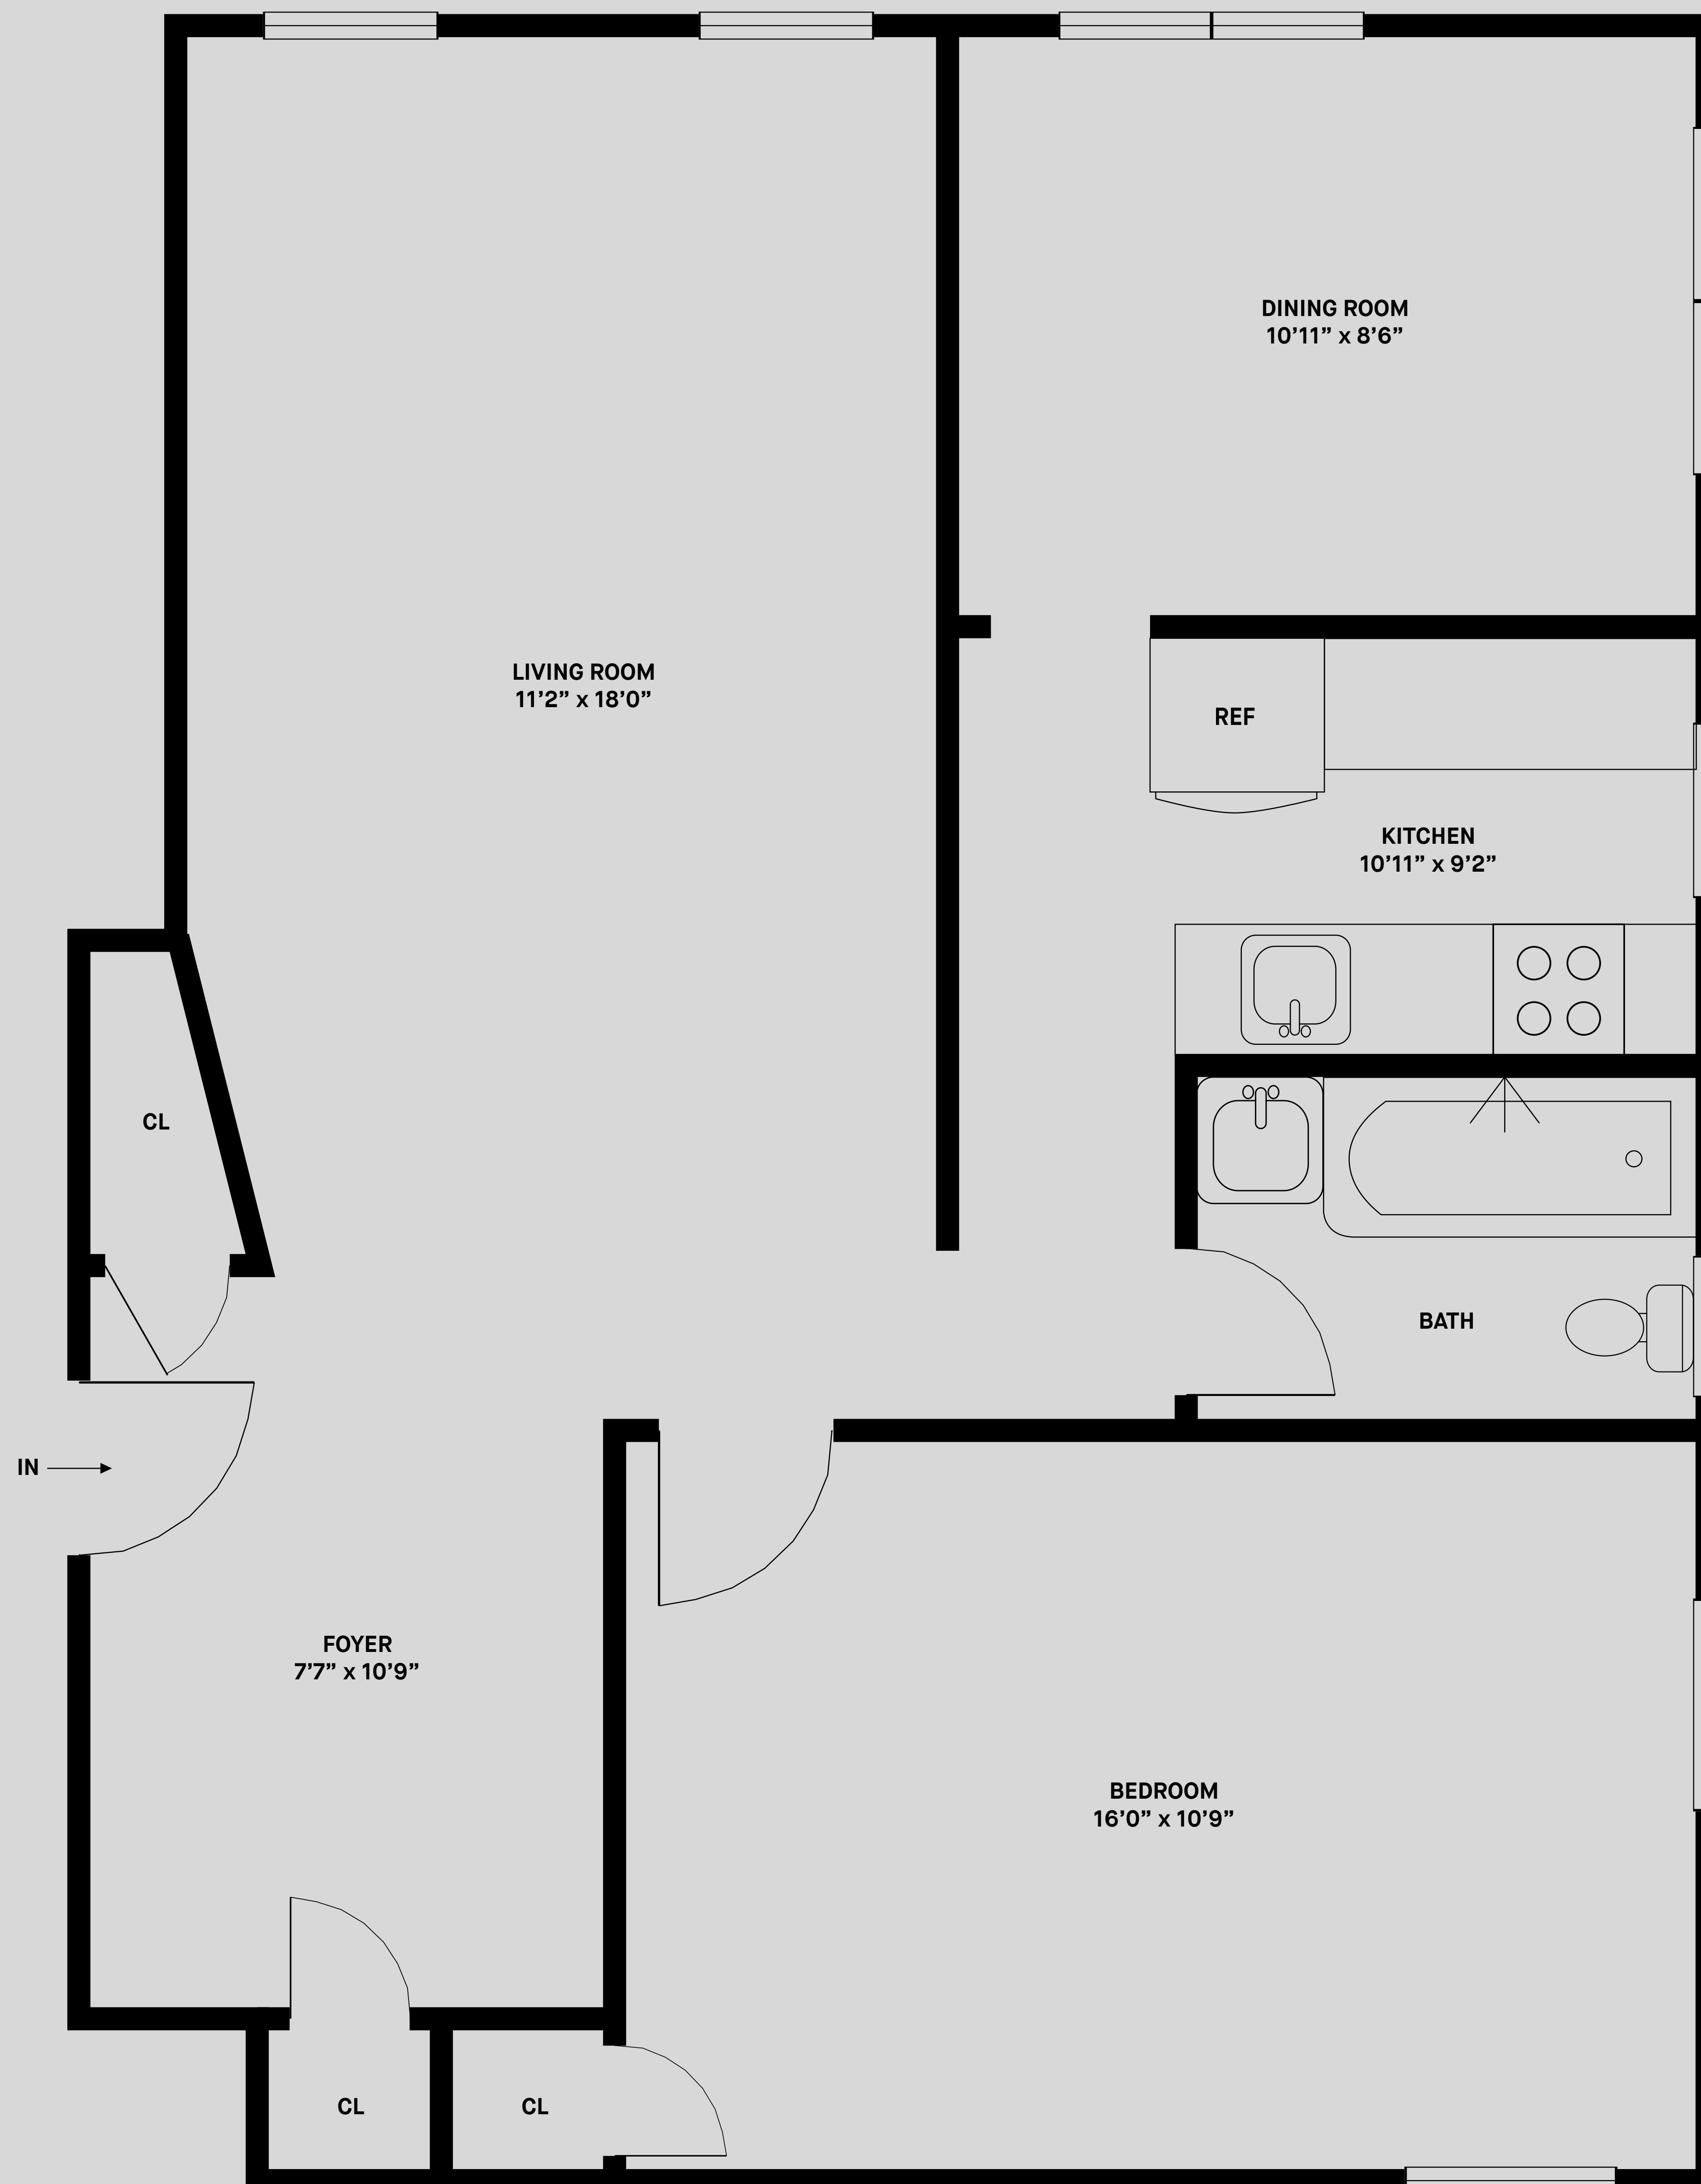 DINING ROOM
10’11” x 8’6”
LIVING ROOM
11’2” x 18’0”
REF
KITCHEN
10’11” x 9’2”
CL
BATH
IN
FOYER
7’7” x 10’9”
BEDROOM
16’0” x 10’9”
CL
CL